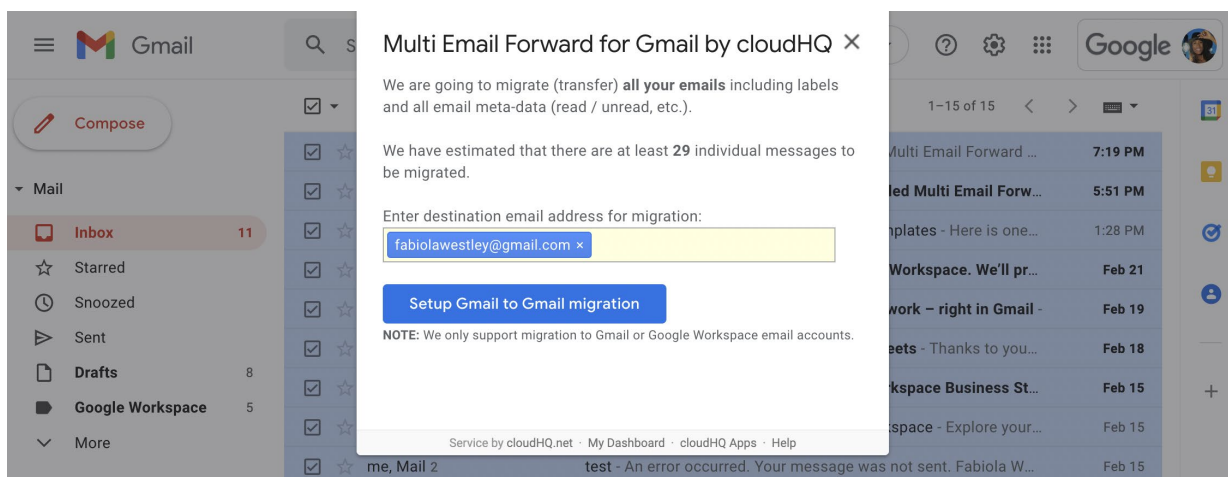 Gmail
S
Multi Email Forward for Gmail by cloudHQ ×
Google
We are going to migrate (transfer) all your emails including labels
and all email meta-data (read / unread, etc.).
We have estimated that there are at least 29 individual messages to
be migrated.
Enter destination email address for migration:
fabiolawestley@gmail.com ×
Setup Gmail to Gmail migration
NOTE: We only support migration to Gmail or Google Workspace email accounts.
Service by cloudHQ.net · My Dashboard · cloudHQ Apps · Help
Compose
Mail
Inbox 11
Starred
Snoozed
Sent
Drafts 8
Google Workspace 5
More
1–15 of 15
31
Multi Email Forward ... 7:19 PM
led Multi Email Forw... 5:51 PM
nplates - Here is one... 1:28 PM
Workspace. We'll pr... Feb 21
work – right in Gmail - Feb 19
eets - Thanks to you... Feb 18
kspace Business St... Feb 15
space - Explore your... Feb 15
me, Mail 2 test - An error occurred. Your message was not sent. Fabiola W... Feb 15